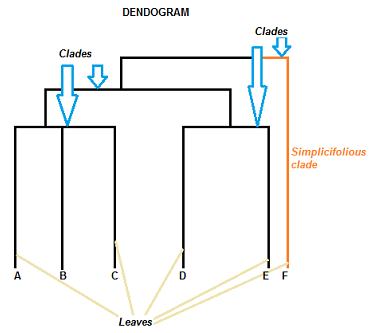 DENDOGRAM
Clades
Clades
Simplicifolious
clade
A B C D E F
Leaves